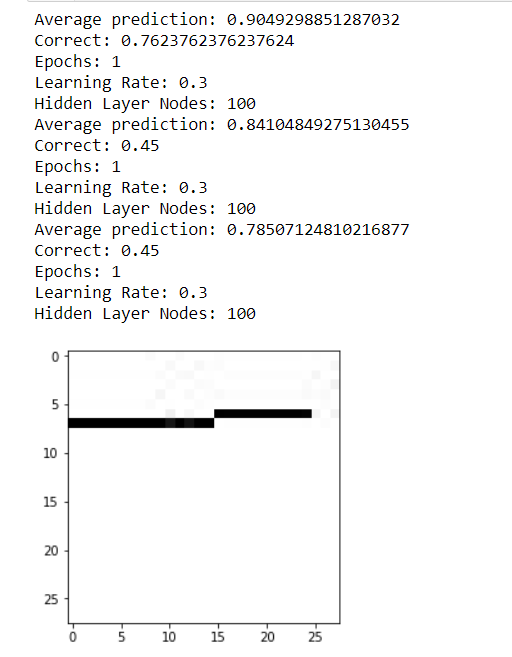 Average prediction: 0.9049298851287032
Correct: 0.7623762376237624
Epochs: 1
Learning Rate: 0.3
Hidden Layer Nodes: 100
Average prediction: 0.84104849275130455
Correct: 0.45
Epochs: 1
Learning Rate: 0.3
Hidden Layer Nodes: 100
Average prediction: 0.78507124810216877
Correct: 0.45
Epochs: 1
Learning Rate: 0.3
Hidden Layer Nodes: 100
0
5
10
15
20
25
0 5 10 15 20 25